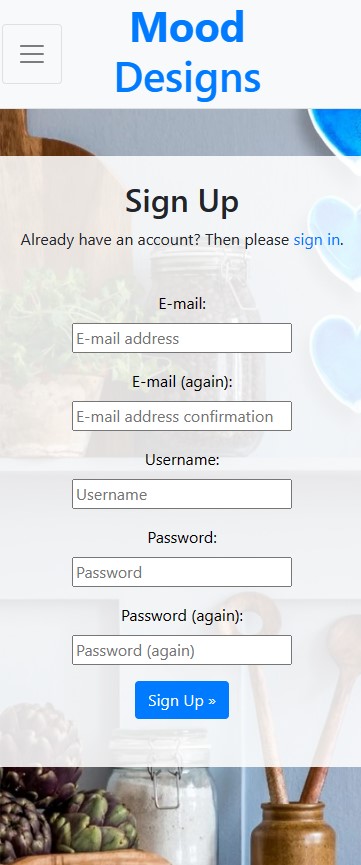 Mood
Designs
Sign Up
Already have an account? Then please sign in.
E-mail:
E-mail address
E-mail (again):
E-mail address confirmation
Username:
Username
Password:
Password
Password (again):
Password (again)
Sign Up »